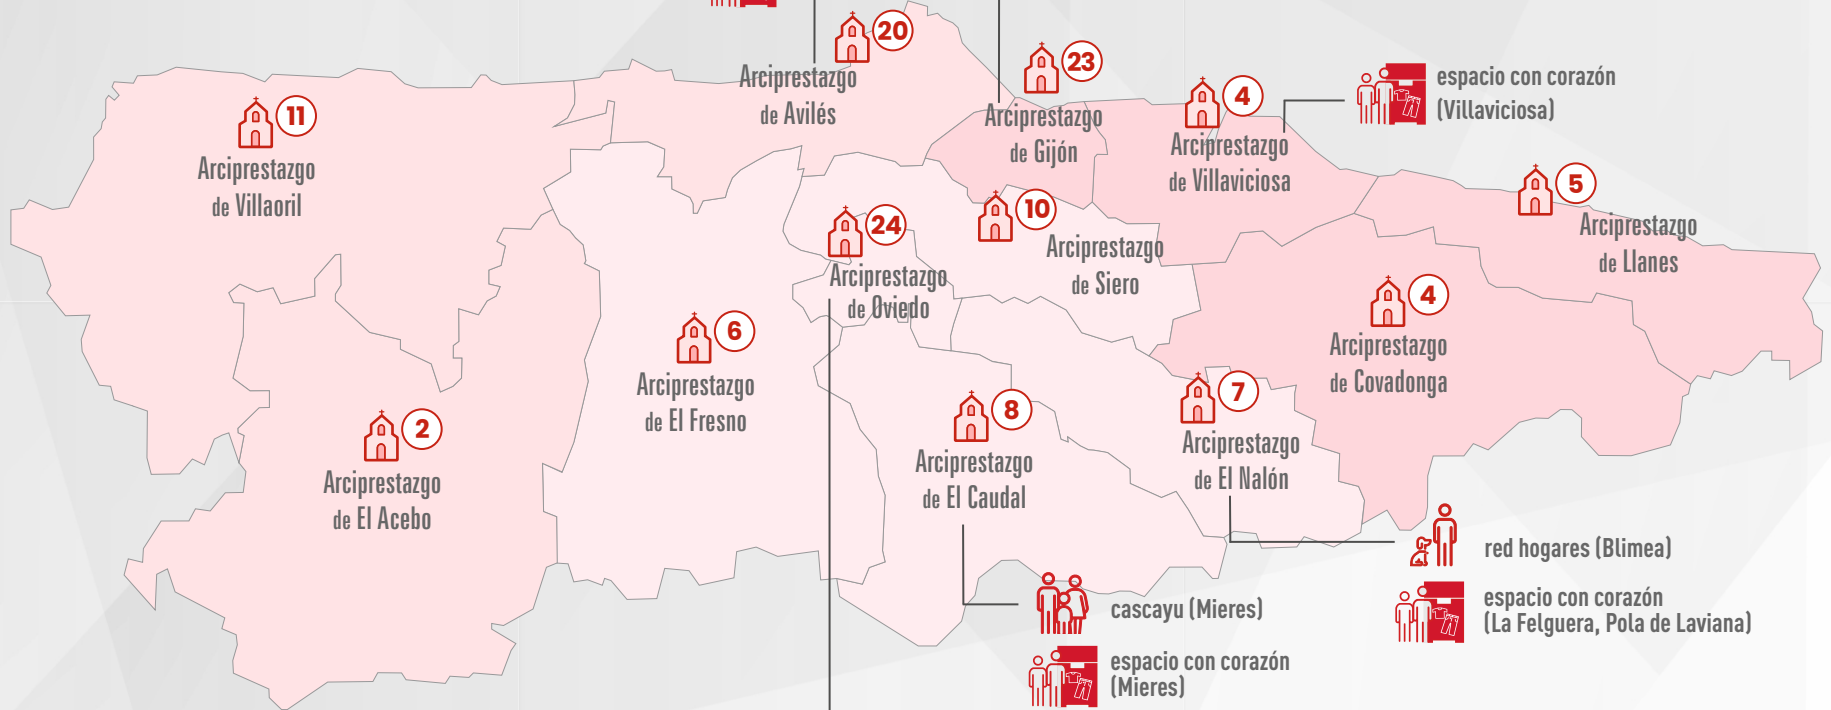 20
Arciprestazgo
de Avilés
23
Arciprestazgo
de Gijón
4
Arciprestazgo
de Villaviciosa
espacio con corazón
(Villaviciosa)
11
Arciprestazgo
de Villaoril
5
Arciprestazgo
de Llanes
24
Arciprestazgo
de Oviedo
10
Arciprestazgo
de Siero
4
Arciprestazgo
de Covadonga
6
Arciprestazgo
de El Fresno
2
Arciprestazgo
de El Acebo
8
Arciprestazgo
de El Caudal
7
Arciprestazgo
de El Nalón
red hogares (Blimea)
espacio con corazón
(La Felguera, Pola de Laviana)
cascayu (Mieres)
espacio con corazón
(Mieres)